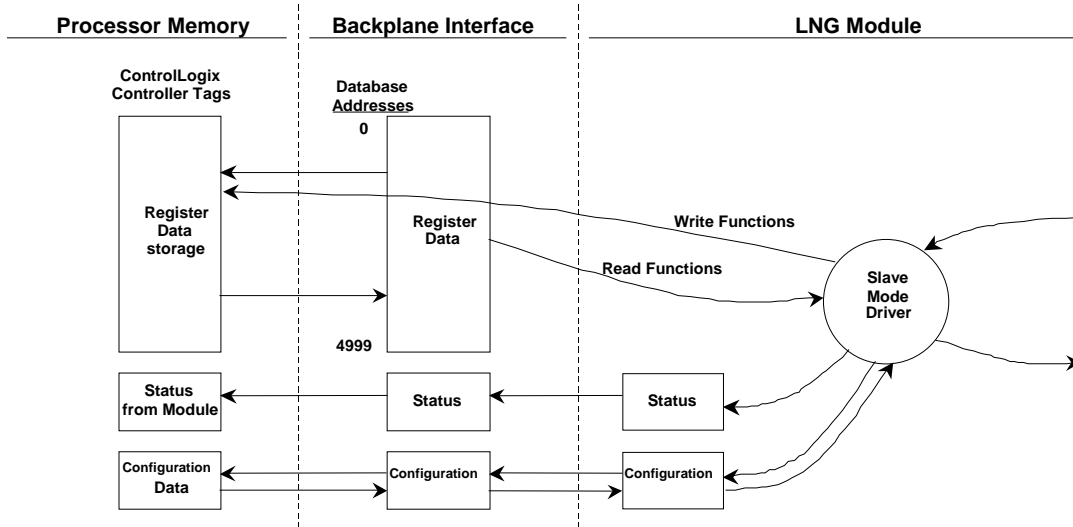 Processor Memory
Backplane Interface
LNG Module
ControlLogix
Controller Tags
Database
Addresses
0
Register
Data
storage
Register
Data
Write Functions
Read Functions
Slave
Mode
Driver
4999
Status
from Module
Status
Status
Configuration
Data
Configuration
Configuration